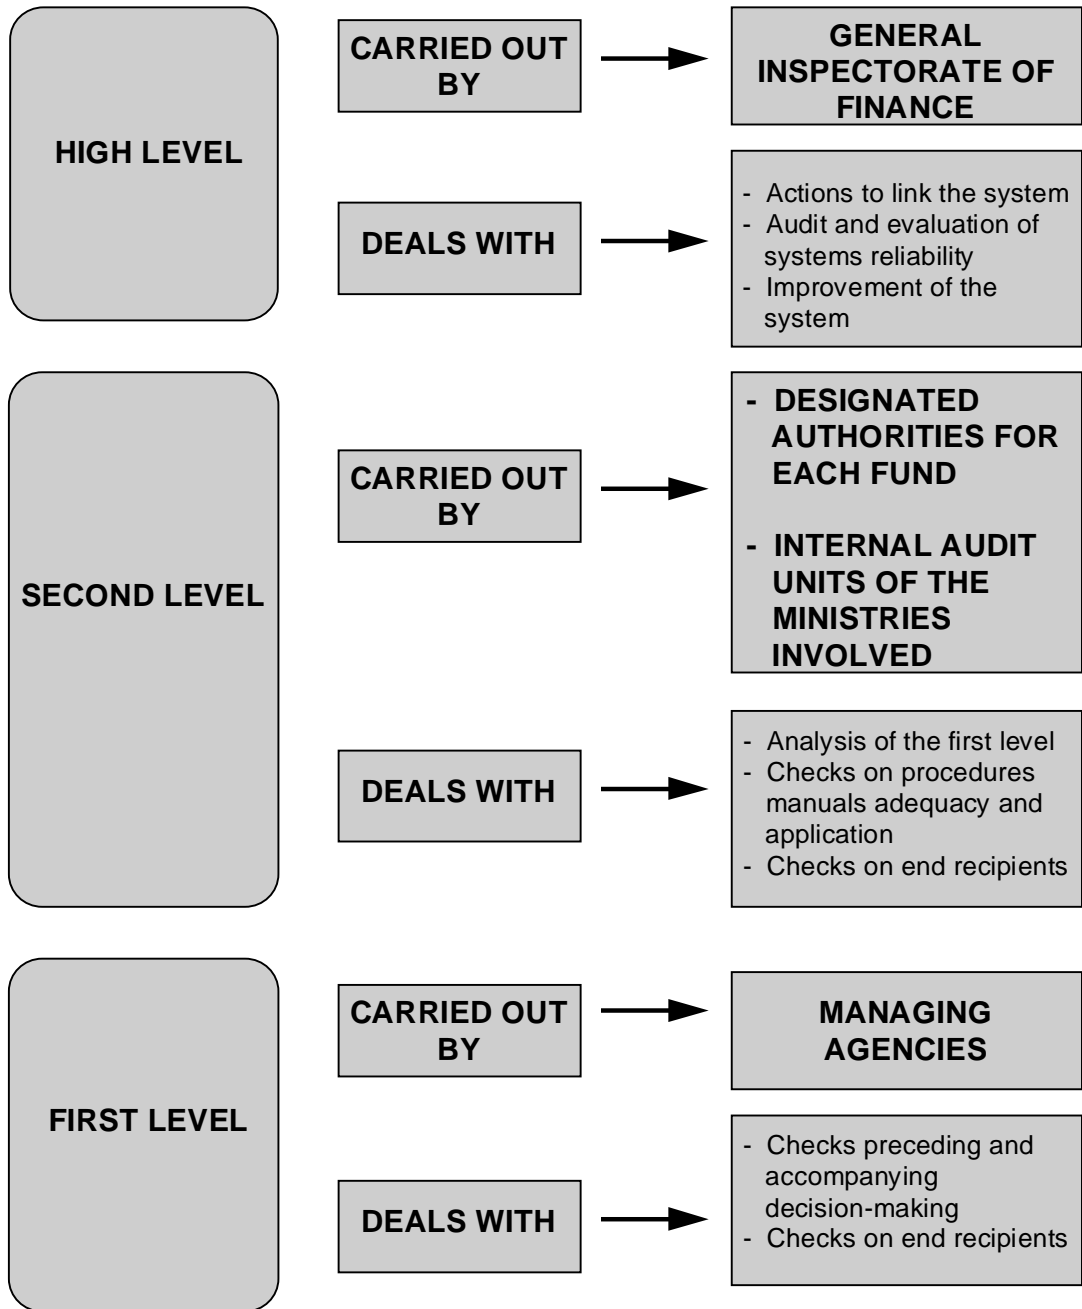 HIGH LEVEL
CARRIED OUT
BY
GENERAL
INSPECTORATE OF
FINANCE
DEALS WITH
- Actions to link the system
- Audit and evaluation of
systems reliability
- Improvement of the
system
SECOND LEVEL
CARRIED OUT
BY
- DESIGNATED
AUTHORITIES FOR
EACH FUND
- INTERNAL AUDIT
UNITS OF THE
MINISTRIES
INVOLVED
DEALS WITH
- Analysis of the first level
- Checks on procedures
manuals adequacy and
application
- Checks on end recipients
FIRST LEVEL
CARRIED OUT
BY
MANAGING
AGENCIES
DEALS WITH
- Checks preceding and
accompanying
decision-making
- Checks on end recipients